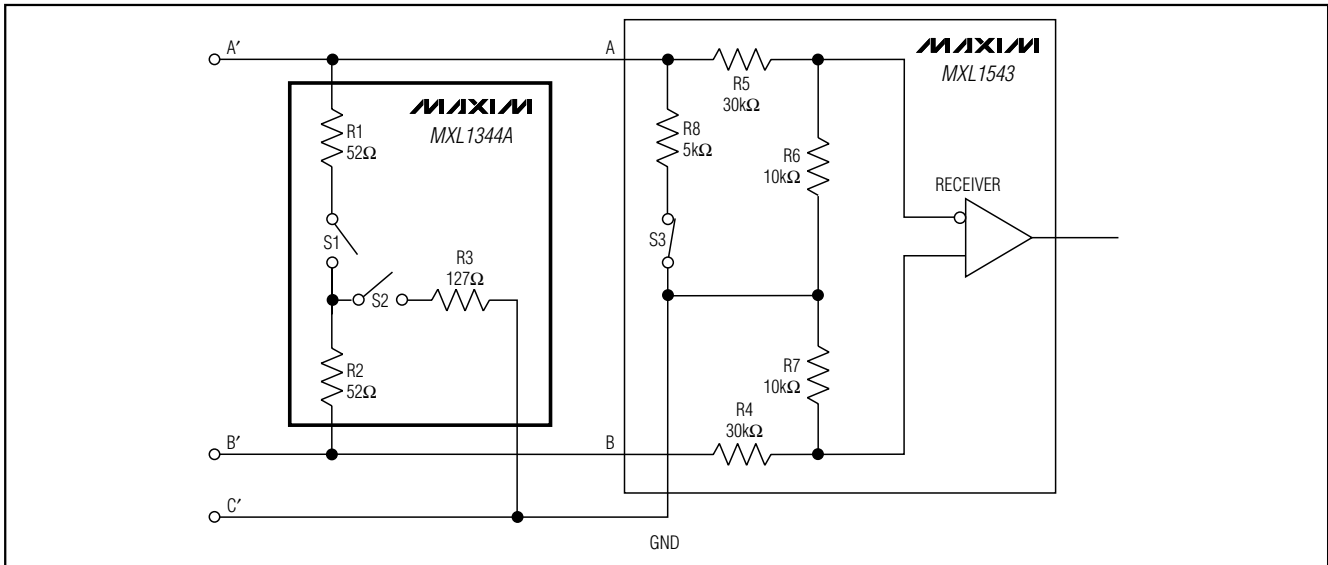 A′
A
MAXIM
MXL1543
R5
30kΩ
MAXIM
MXL1344A
R1
52Ω
R8
5kΩ
R6
10kΩ
RECEIVER
S1
S3
R3
127Ω
S2
R2
52Ω
R7
10kΩ
R4
30kΩ
B′
B
C′
GND